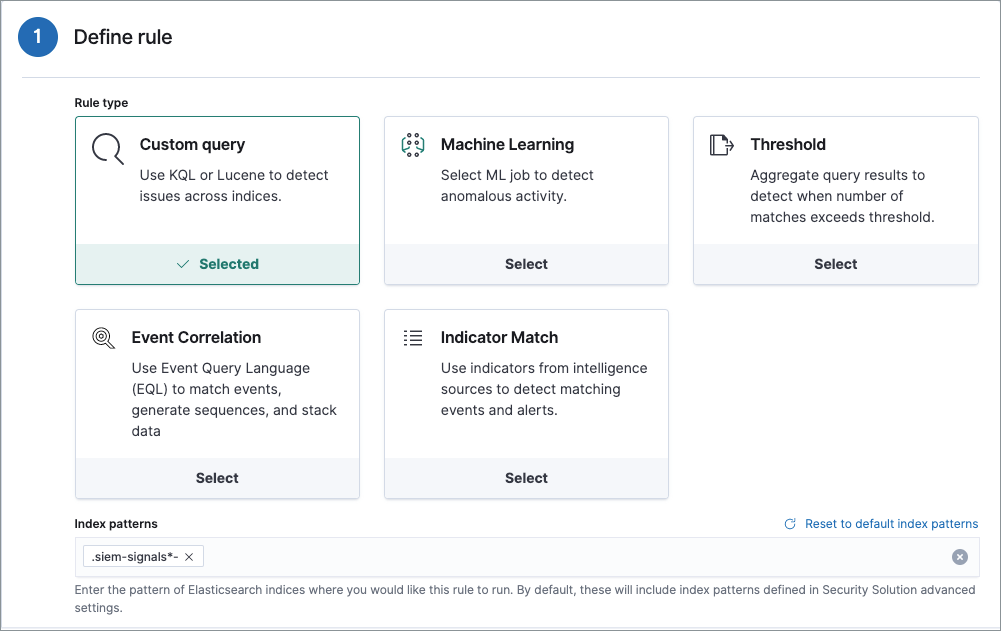 1 Define rule
Rule type
Custom query
Use KQL or Lucene to detect
issues across indices.
Selected
Machine Learning
Select ML job to detect
anomalous activity.
Select
Threshold
Aggregate query results to
detect when number of
matches exceeds threshold.
Select
Event Correlation
Use Event Query Language
(EQL) to match events,
generate sequences, and stack
data
Select
Indicator Match
Use indicators from intelligence
sources to detect matching
events and alerts.
Select
Index patterns
Reset to default index patterns
.siem-signals*-
Enter the pattern of Elasticsearch indices where you would like this rule to run. By default, these will include index patterns defined in Security Solution advanced
settings.